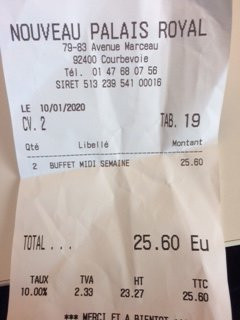 NOUVEAU PALAIS ROYAL
79-83 Avenue Marceau
92400 Courbevoie
Tél. 01 47 68 07 56
SIRET 513 239 541 00016
LE 10/01/2020
CV. 2 TAB. 19
Qté Libellé Montant
2 BUFFET MIDI SEMAINE 25.60
TOTAL ... 25.60 Eu
TAUX TVA HT TTC
10.00% 2.33 23.27 25.60
*** MERCI ET A BIENTOT